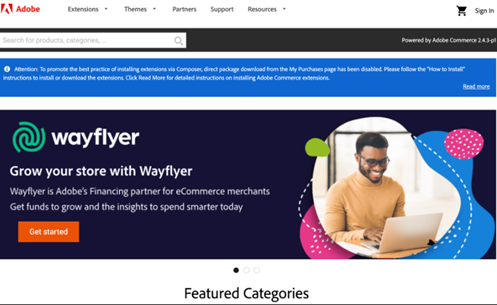 Adobe
Extensions
Themes
Partners
Support
Resources
Sign In
Search for products, categories, ...
Powered by Adobe Commerce 2.4.3-p1
Attention: To promote the best practice of installing extensions via Composer, direct package download from the My Purchases page has been disabled. Please follow the "How to Install"
instructions to install or download the extensions. Click Read More for detailed instructions on installing Adobe Commerce extensions.
Read more
wayflyer
Grow your store with Wayflyer
Wayflyer is Adobe's Financing partner for eCommerce merchants
Get funds to grow and the insights to spend smarter today
Get started
Featured Categories